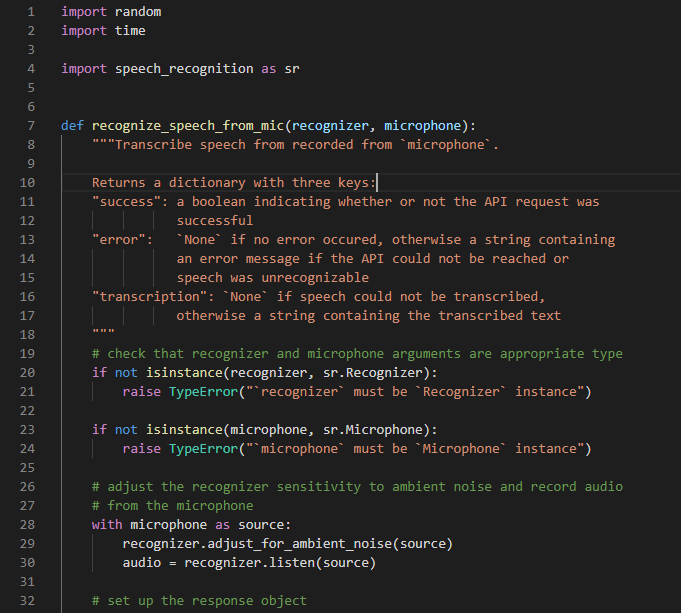 1 import random
2 import time
3
4 import speech_recognition as sr
5
6
7 def recognize_speech_from_mic(recognizer, microphone):
8     """Transcribe speech from recorded from `microphone`.
9
10     Returns a dictionary with three keys:
11     "success": a boolean indicating whether or not the API request was
12                successful
13     "error":   `None` if no error occured, otherwise a string containing
14                an error message if the API could not be reached or
15                speech was unrecognizable
16     "transcription": `None` if speech could not be transcribed,
17                otherwise a string containing the transcribed text
18     """
19     # check that recognizer and microphone arguments are appropriate type
20     if not isinstance(recognizer, sr.Recognizer):
21         raise TypeError("`recognizer` must be `Recognizer` instance")
22
23     if not isinstance(microphone, sr.Microphone):
24         raise TypeError("`microphone` must be `Microphone` instance")
25
26     # adjust the recognizer sensitivity to ambient noise and record audio
27     # from the microphone
28     with microphone as source:
29         recognizer.adjust_for_ambient_noise(source)
30         audio = recognizer.listen(source)
31
32     # set up the response object